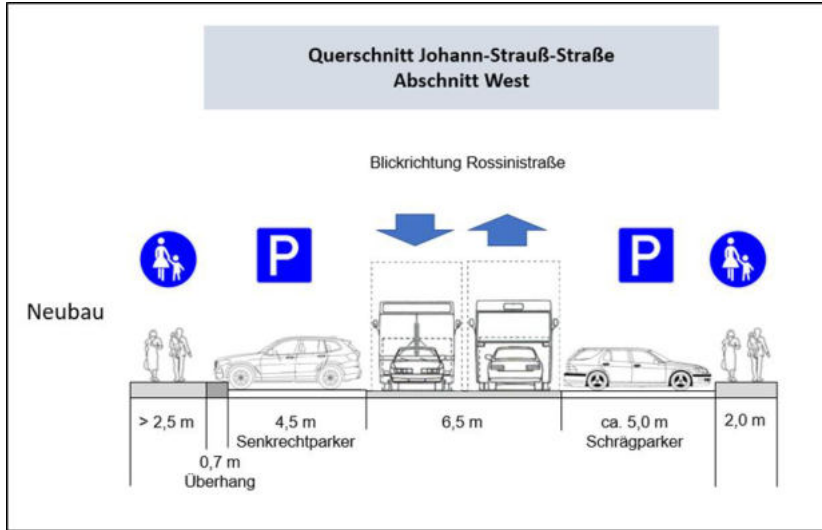 Querschnitt Johann-Strauß-Straße
Abschnitt West
Blickrichtung Rossinistraße
P
P
Neubau
> 2,5 m
4,5 m
6,5 m
ca. 5,0 m
2,0 m
Senkrechtparker
Schrägparker
0,7 m
Überhang